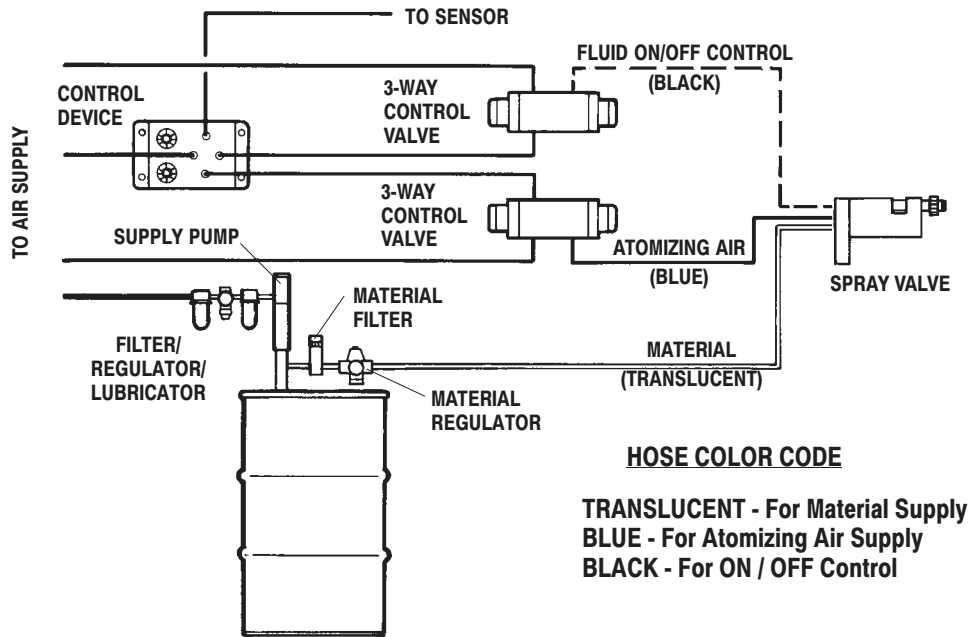 TO SENSOR
FLUID ON/OFF CONTROL
(BLACK)
CONTROL
DEVICE
3-WAY
CONTROL
VALVE
TO AIR SUPPLY
3-WAY
CONTROL
VALVE
SUPPLY PUMP
ATOMIZING AIR
(BLUE)
SPRAY VALVE
MATERIAL
FILTER
FILTER/
REGULATOR/
LUBRICATOR
MATERIAL
(TRANSLUCENT)
MATERIAL
REGULATOR
HOSE COLOR CODE
TRANSLUCENT - For Material Supply
BLUE - For Atomizing Air Supply
BLACK - For ON / OFF Control